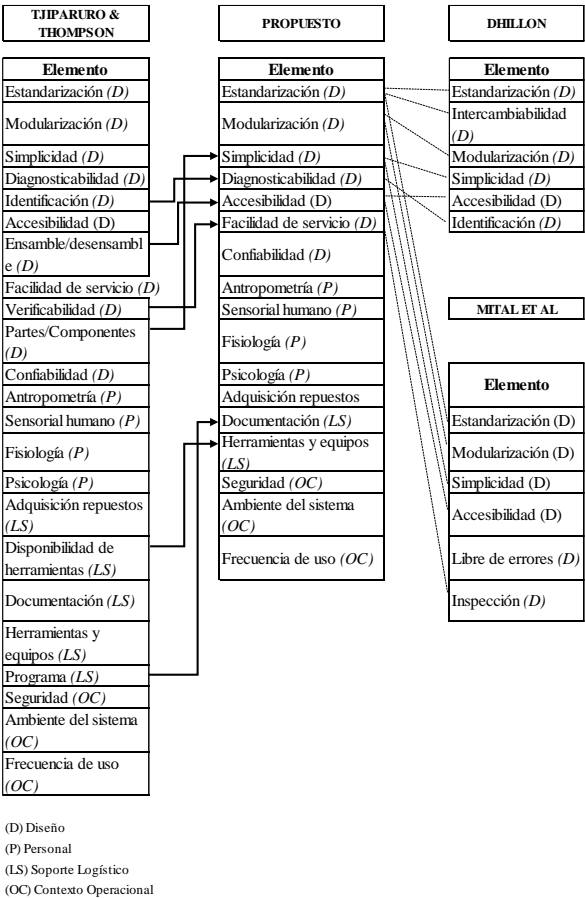 TJIPARURO &
THOMPSON
Elemento
Estandarización (D)
Modularización (D)
Simplicidad (D)
Diagnosticabilidad (D)
Identificación (D)
Accesibilidad (D)
Ensamble/desensambl
e (D)
Facilidad de servicio (D)
Verificabilidad (D)
Partes/Componentes
(D)
Confiabilidad (D)
Antropometría (P)
Sensorial humano (P)
Fisiología (P)
Psicología (P)
Adquisición repuestos
(LS)
Disponibilidad de
herramientas (LS)
Documentación (LS)
Herramientas y
equipos (LS)
Programa (LS)
Seguridad (OC)
Ambiente del sistema
(OC)
Frecuencia de uso
(OC)
PROPUESTO
Elemento
Estandarización (D)
Modularización (D)
Simplicidad (D)
Diagnosticabilidad (D)
Accesibilidad (D)
Facilidad de servicio (D)
Confiabilidad (D)
Antropometría (P)
Sensorial humano (P)
Fisiología (P)
Psicología (P)
Adquisición repuestos
Documentación (LS)
Herramientas y equipos
(LS)
Seguridad (OC)
Ambiente del sistema
(OC)
Frecuencia de uso (OC)
DHILLON
Elemento
Estandarización (D)
Intercambiabilidad
(D)
Modularización (D)
Simplicidad (D)
Accesibilidad (D)
Identificación (D)
MITAL ET AL
Elemento
Estandarización (D)
Modularización (D)
Simplicidad (D)
Accesibilidad (D)
Libre de errores (D)
Inspección (D)
(D) Diseño
(P) Personal
(LS) Soporte Logístico
(OC) Contexto Operacional